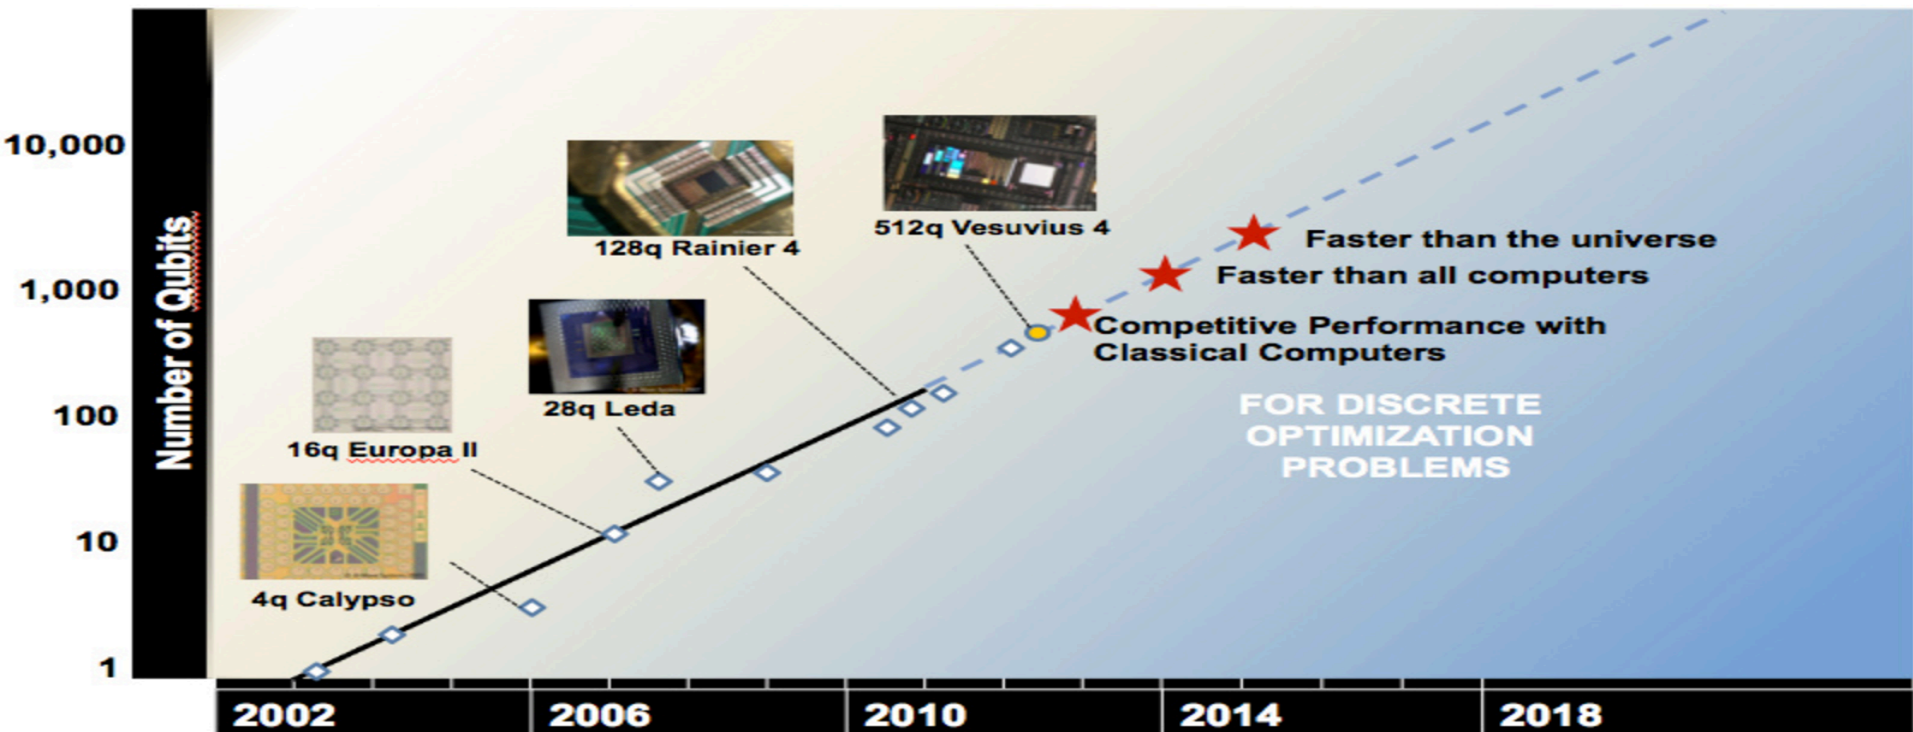 10,000
1,000
100
10
1
Number of Qubits
512q Vesuvius 4
128q Rainier 4
28q Leda
16q Europa II
4q Calypso
Faster than the universe
Faster than all computers
Competitive Performance with
Classical Computers
FOR DISCRETE
OPTIMIZATION
PROBLEMS
2002
2006
2010
2014
2018